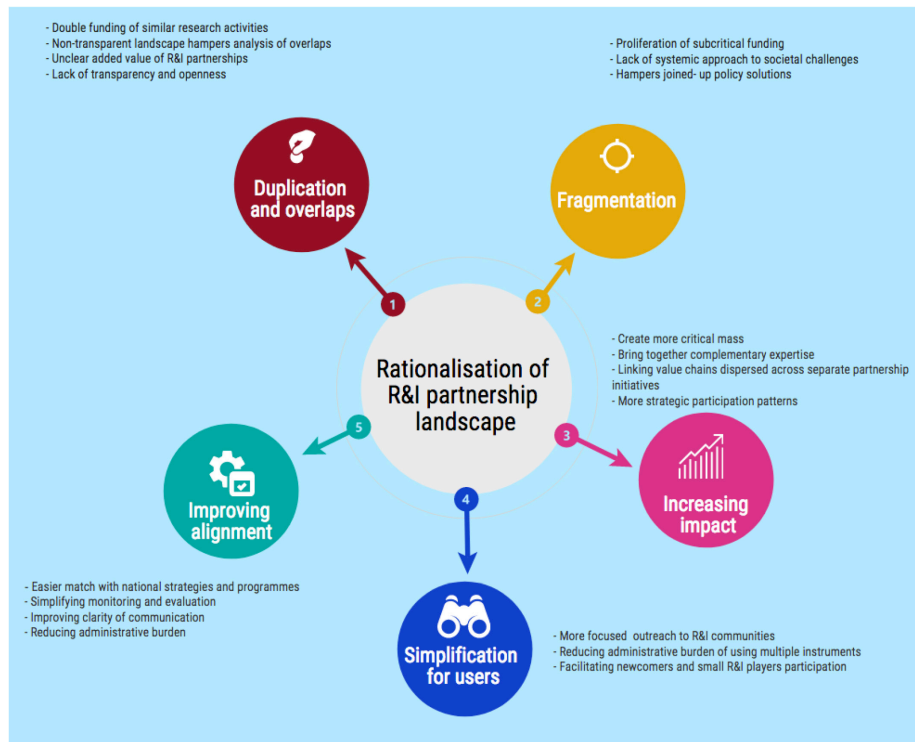 - Double funding of similar research activities
- Non-transparent landscape hampers analysis of overlaps
- Unclear added value of R&I partnerships
- Lack of transparency and openness
- Proliferation of subcritical funding
- Lack of systemic approach to societal challenges
- Hampers joined- up policy solutions
Duplication
and overlaps
Fragmentation
1
2
Rationalisation of
R&I partnership
landscape
- Create more critical mass
- Bring together complementary expertise
- Linking value chains dispersed across separate partnership
initiatives
- More strategic participation patterns
5
3
4
Improving
alignment
Increasing
impact
- Easier match with national strategies and programmes
- Simplifying monitoring and evaluation
- Improving clarity of communication
- Reducing administrative burden
Simplification
for users
- More focused outreach to R&I communities
- Reducing administrative burden of using multiple instruments
- Facilitating newcomers and small R&I players participation